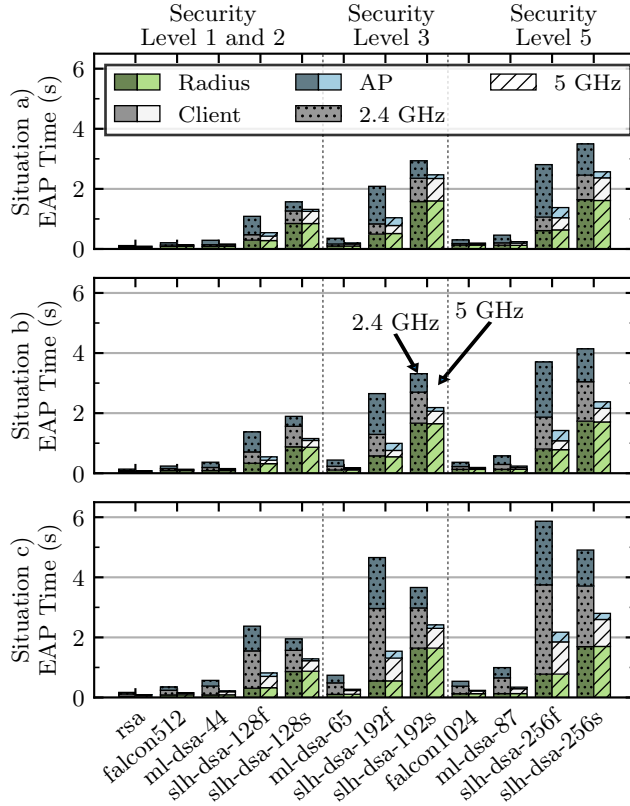 Security Level 1 and 2
Security Level 3
Security Level 5
Situation a)
EAP Time (s)
6
4
2
0
Radius
Client
AP
2.4 GHz
5 GHz
Situation b)
EAP Time (s)
6
4
2
0
2.4 GHz
5 GHz
Situation c)
EAP Time (s)
6
4
2
0
rsa
falcon512
ml-dsa-44
slh-dsa-128f
slh-dsa-128s
ml-dsa-65
slh-dsa-192f
slh-dsa-192s
falcon1024
ml-dsa-87
slh-dsa-256f
slh-dsa-256s